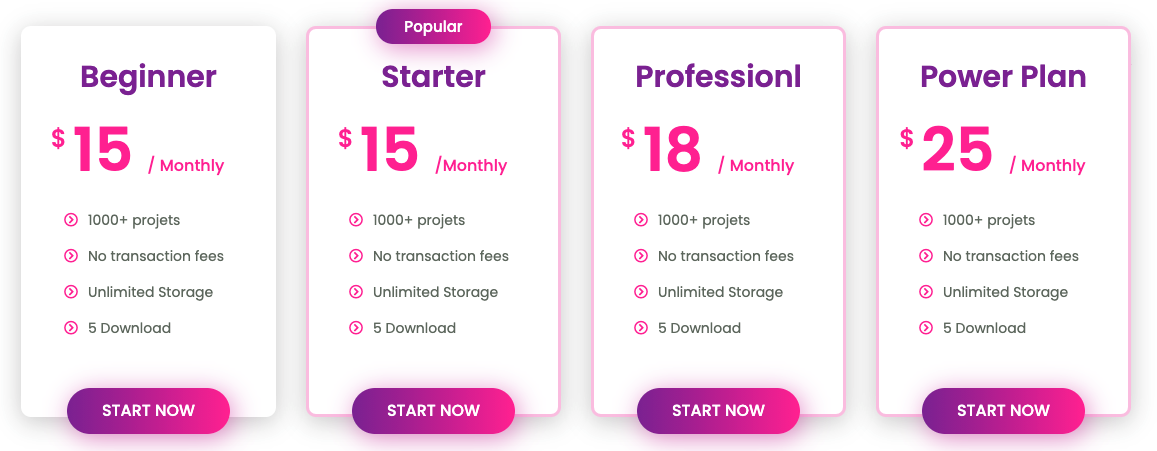 Popular
Beginner
Starter
Professionl
Power Plan
$ 15 / Monthly
$ 15 /Monthly
$ 18 / Monthly
$ 25 / Monthly
1000+ projets
1000+ projets
1000+ projets
1000+ projets
No transaction fees
No transaction fees
No transaction fees
No transaction fees
Unlimited Storage
Unlimited Storage
Unlimited Storage
Unlimited Storage
5 Download
5 Download
5 Download
5 Download
START NOW
START NOW
START NOW
START NOW